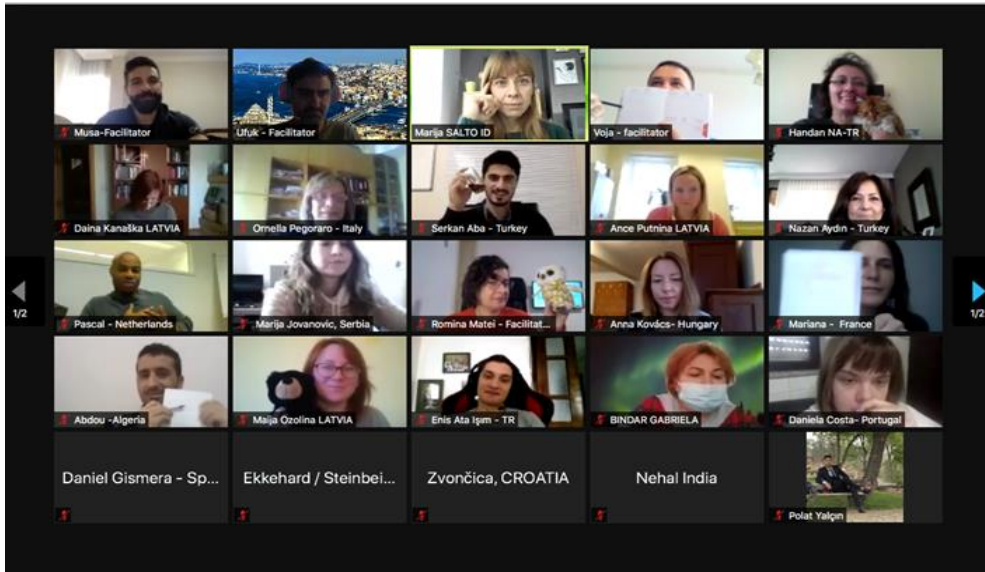 Musa-Facilitator
Ufuk - Facilitator
Marija SALTO ID
Voja - facilitator
Handan NA-TR
Daina Kanaška LATVIA
Ornella Pegoraro - Italy
Serkan Aba - Turkey
Ance Putnina LATVIA
Nazan Aydın - Turkey
1/2
Pascal - Netherlands
Marija Jovanovic, Serbia
Romina Matei - Facilitat...
Anna Kovács- Hungary
Mariana - France
1/2
Abdou -Algeria
Maija Ozolina LATVIA
Enis Ata Işım - TR
BINDAR GABRIELA
Daniela Costa- Portugal
Daniel Gismera - Sp...
Ekkehard / Steinbei...
Zvončica, CROATIA
Nehal India
Polat Yalçın